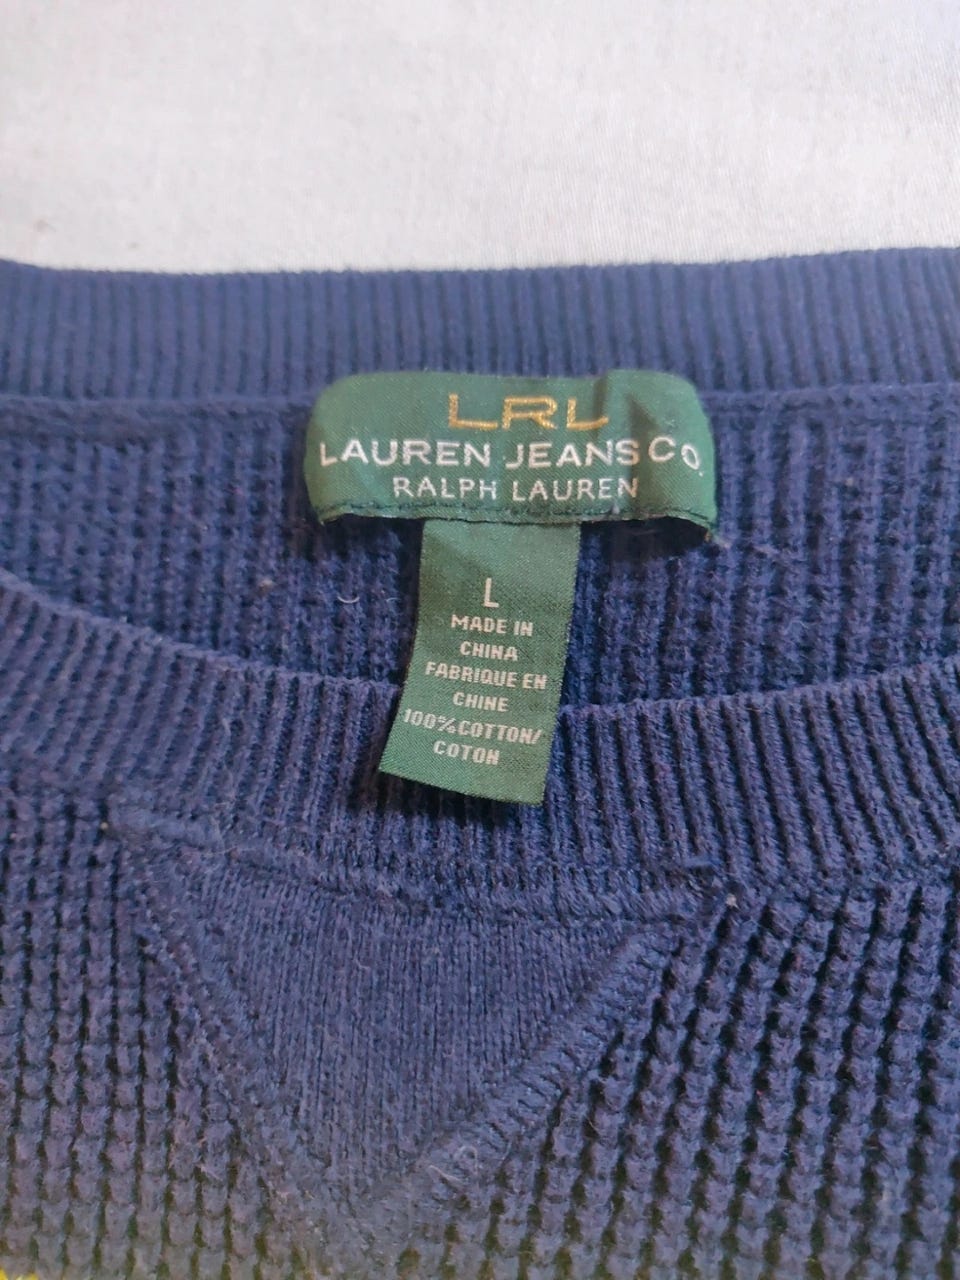 LRL
LAUREN JEANS CO.
RALPH LAUREN
L
MADE IN
CHINA
FABRIQUE EN
CHINE
100%COTTON/
COTON